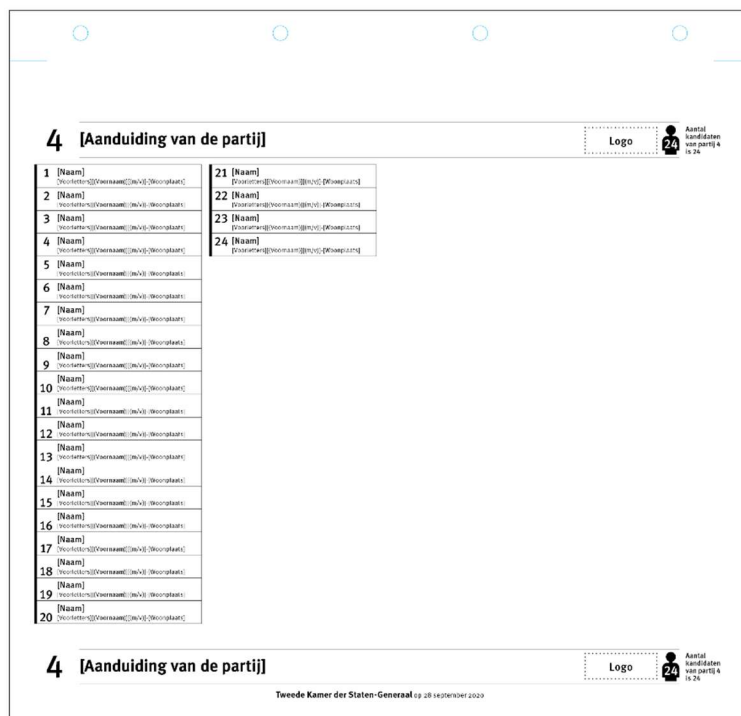 4 [Aanduiding van de partij]
Logo
24
Aantal
kandidaten
van partij 4
is 24
1 [Naam]
[Voorletters][(Voornaam)][(m/v)]-[Woonplaats]
2 [Naam]
[Voorletters][(Voornaam)][(m/v)]-[Woonplaats]
3 [Naam]
[Voorletters][(Voornaam)][(m/v)]-[Woonplaats]
4 [Naam]
[Voorletters][(Voornaam)][(m/v)]-[Woonplaats]
5 [Naam]
[Voorletters][(Voornaam)][(m/v)]-[Woonplaats]
6 [Naam]
[Voorletters][(Voornaam)][(m/v)]-[Woonplaats]
7 [Naam]
[Voorletters][(Voornaam)][(m/v)]-[Woonplaats]
8 [Naam]
[Voorletters][(Voornaam)][(m/v)]-[Woonplaats]
9 [Naam]
[Voorletters][(Voornaam)][(m/v)]-[Woonplaats]
10 [Naam]
[Voorletters][(Voornaam)][(m/v)]-[Woonplaats]
11 [Naam]
[Voorletters][(Voornaam)][(m/v)]-[Woonplaats]
12 [Naam]
[Voorletters][(Voornaam)][(m/v)]-[Woonplaats]
13 [Naam]
[Voorletters][(Voornaam)][(m/v)]-[Woonplaats]
14 [Naam]
[Voorletters][(Voornaam)][(m/v)]-[Woonplaats]
15 [Naam]
[Voorletters][(Voornaam)][(m/v)]-[Woonplaats]
16 [Naam]
[Voorletters][(Voornaam)][(m/v)]-[Woonplaats]
17 [Naam]
[Voorletters][(Voornaam)][(m/v)]-[Woonplaats]
18 [Naam]
[Voorletters][(Voornaam)][(m/v)]-[Woonplaats]
19 [Naam]
[Voorletters][(Voornaam)][(m/v)]-[Woonplaats]
20 [Naam]
[Voorletters][(Voornaam)][(m/v)]-[Woonplaats]
21 [Naam]
[Voorletters][(Voornaam)][(m/v)]-[Woonplaats]
22 [Naam]
[Voorletters][(Voornaam)][(m/v)]-[Woonplaats]
23 [Naam]
[Voorletters][(Voornaam)][(m/v)]-[Woonplaats]
24 [Naam]
[Voorletters][(Voornaam)][(m/v)]-[Woonplaats]
4 [Aanduiding van de partij]
Logo
24
Aantal
kandidaten
van partij 4
is 24
Tweede Kamer der Staten-Generaal op 28 september 2020